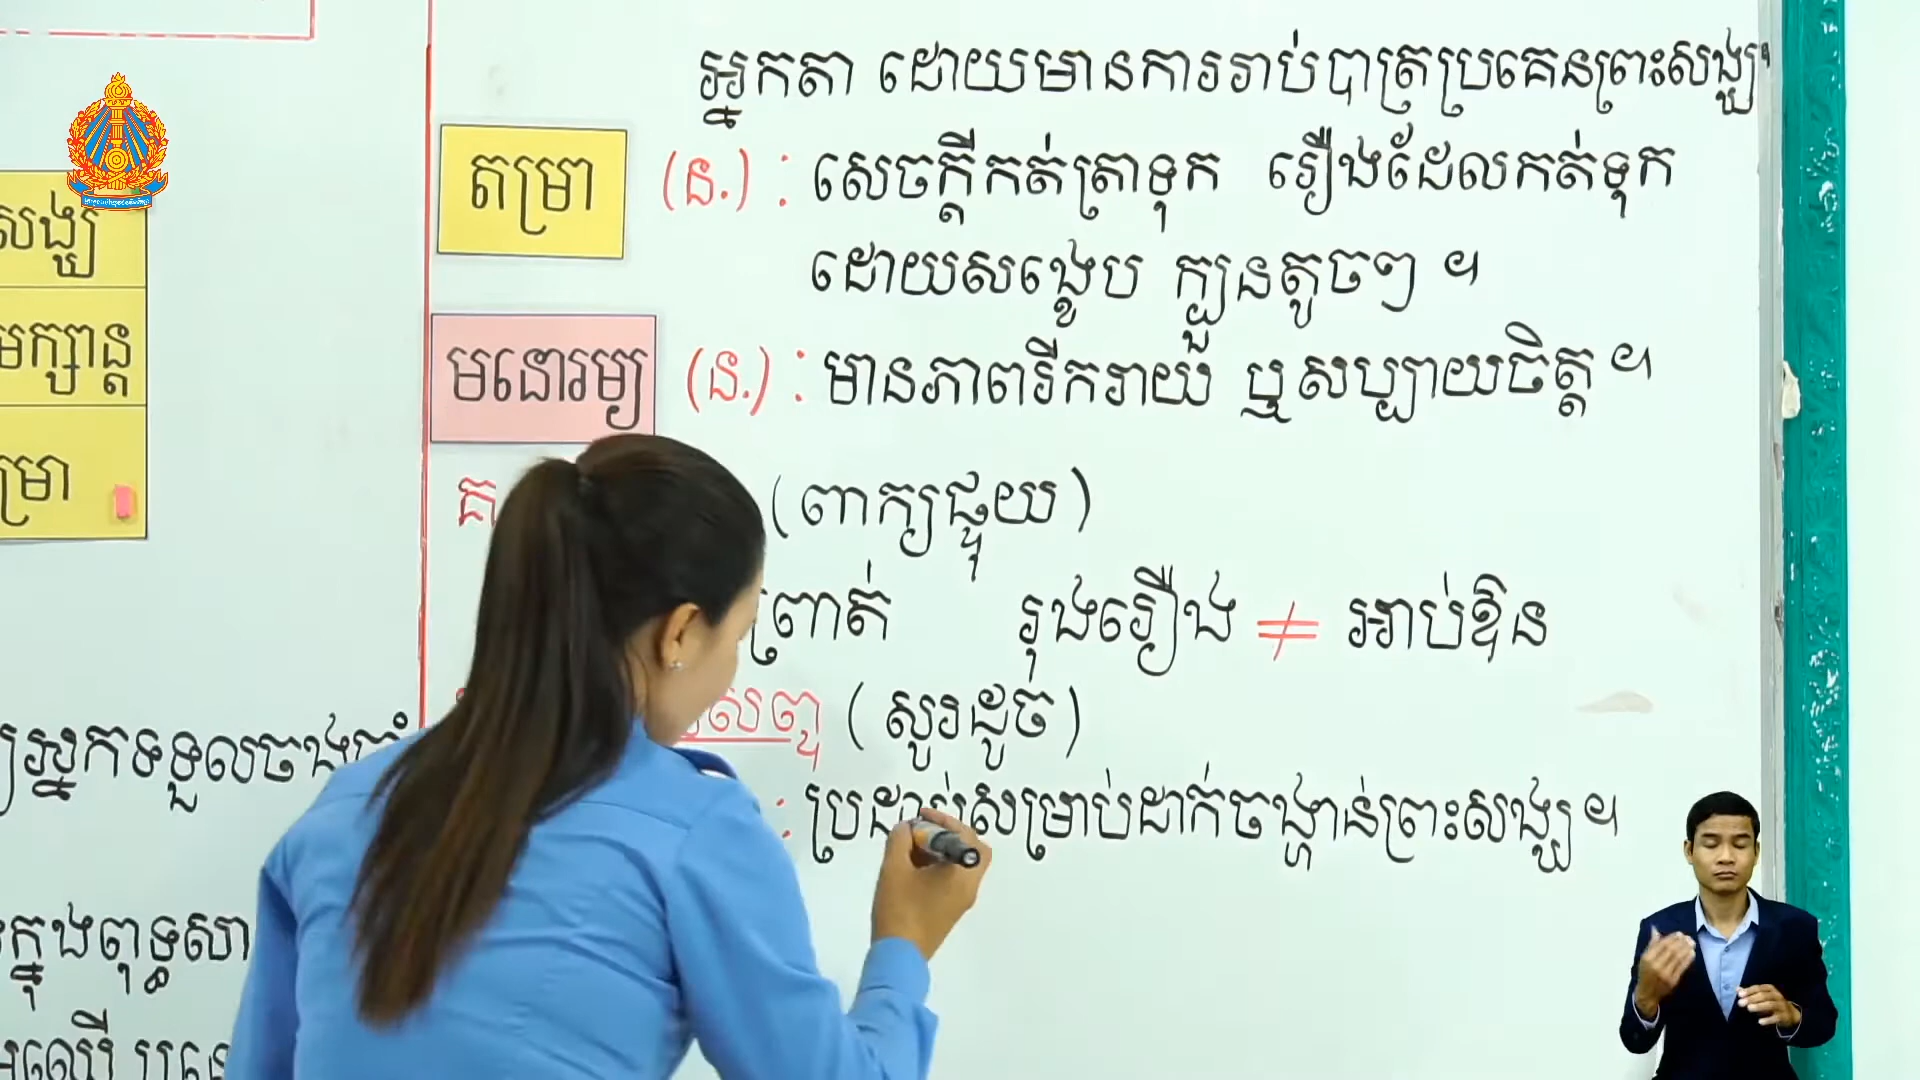 អ្នកតា ដោយមានការរាប់បាត្រប្រគេនព្រះសង្ឃ។
តម្រា (ន.) : សេចក្ដីកត់ត្រាទុក រឿងដែលកត់ទុក
ដោយសង្ខេប ក្បួនតូចៗ ។
មនោរម្យ (ន.) : មានភាពរីករាយ ឬសប្បាយចិត្ត ។
(ពាក្យផ្ទុយ)
ព្រាត់ រុងរឿង ≠ អាប់ឱន
សព្ទ (សូរដូច)
: ប្រដាប់សម្រាប់ដាក់ចង្ហាន់ព្រះសង្ឃ ។
សង្ឃ
មក្សាន្ត
ម្រា
អ្នកទទួលចង
ក្នុងពុទ្ធសា